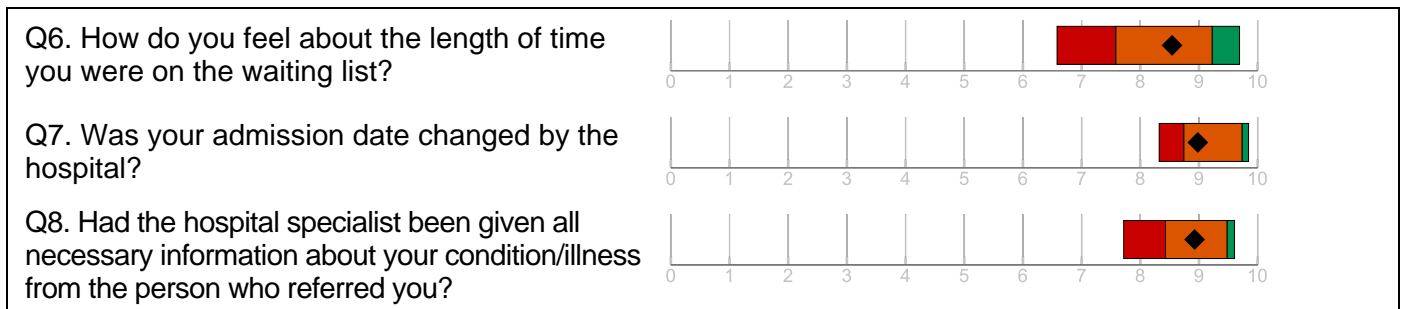 Q6. How do you feel about the length of time
you were on the waiting list?
0 1 2 3 4 5 6 7 8 9 10
Q7. Was your admission date changed by the
hospital?
0 1 2 3 4 5 6 7 8 9 10
Q8. Had the hospital specialist been given all
necessary information about your condition/illness
from the person who referred you?
0 1 2 3 4 5 6 7 8 9 10